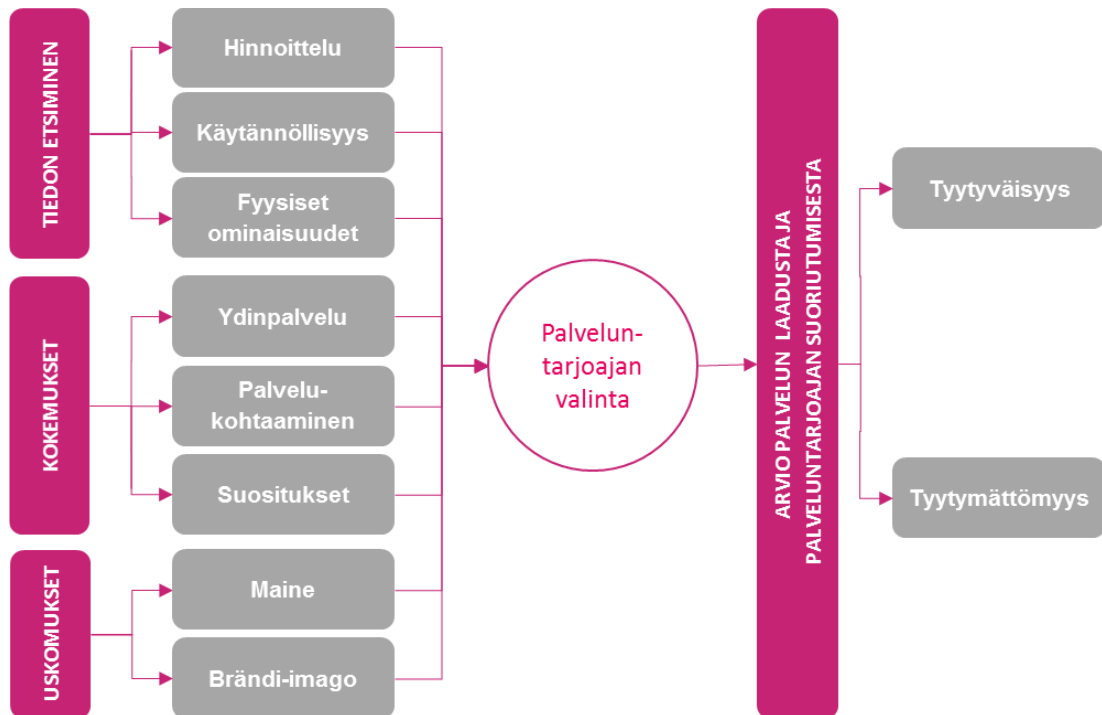 TIEDON ETSIMINEN
Hinnoittelu
Käytännöllisyys
Fyysiset
ominaisuudet
KOKEMUKSET
Ydinpalvelu
Palvelu-
kohtaaminen
Suositukset
USKOMUKSET
Maine
Brändi-imago
Palvelun-
tarjoajan
valinta
ARVIO PALVELUN LAADUSTA JA
PALVELUNTARJOAJAN SUORIUTUMISESTA
Tyytyväisyys
Tyytymättömyys